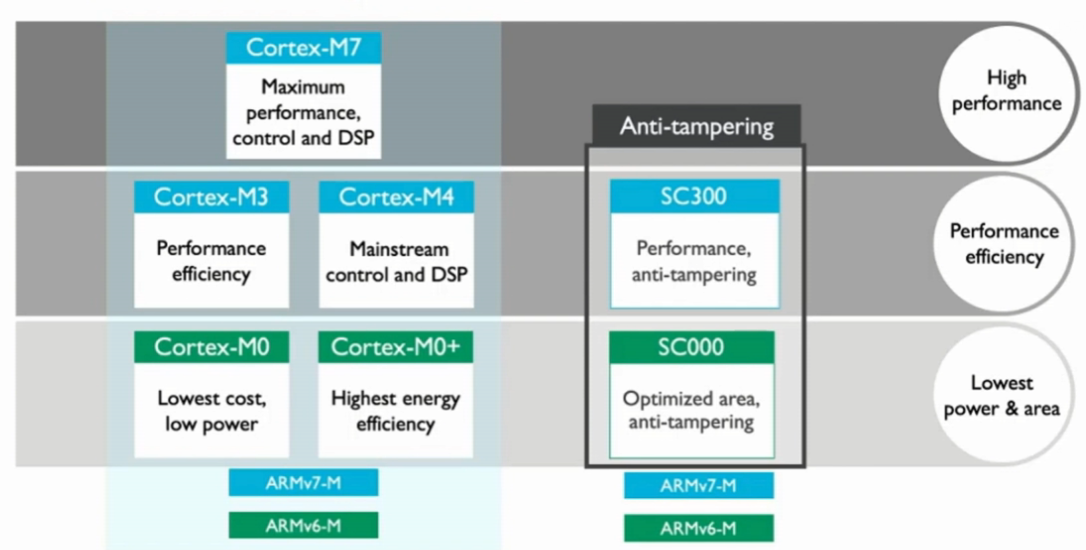 Cortex-M7
Maximum
performance,
control and DSP
High
performance
Anti-tampering
Cortex-M3
Performance
efficiency
Cortex-M4
Mainstream
control and DSP
SC300
Performance,
anti-tampering
Performance
efficiency
Cortex-M0
Lowest cost,
low power
Cortex-M0+
Highest energy
efficiency
SC000
Optimized area,
anti-tampering
Lowest
power & area
ARMv7-M
ARMv6-M
ARMv7-M
ARMv6-M